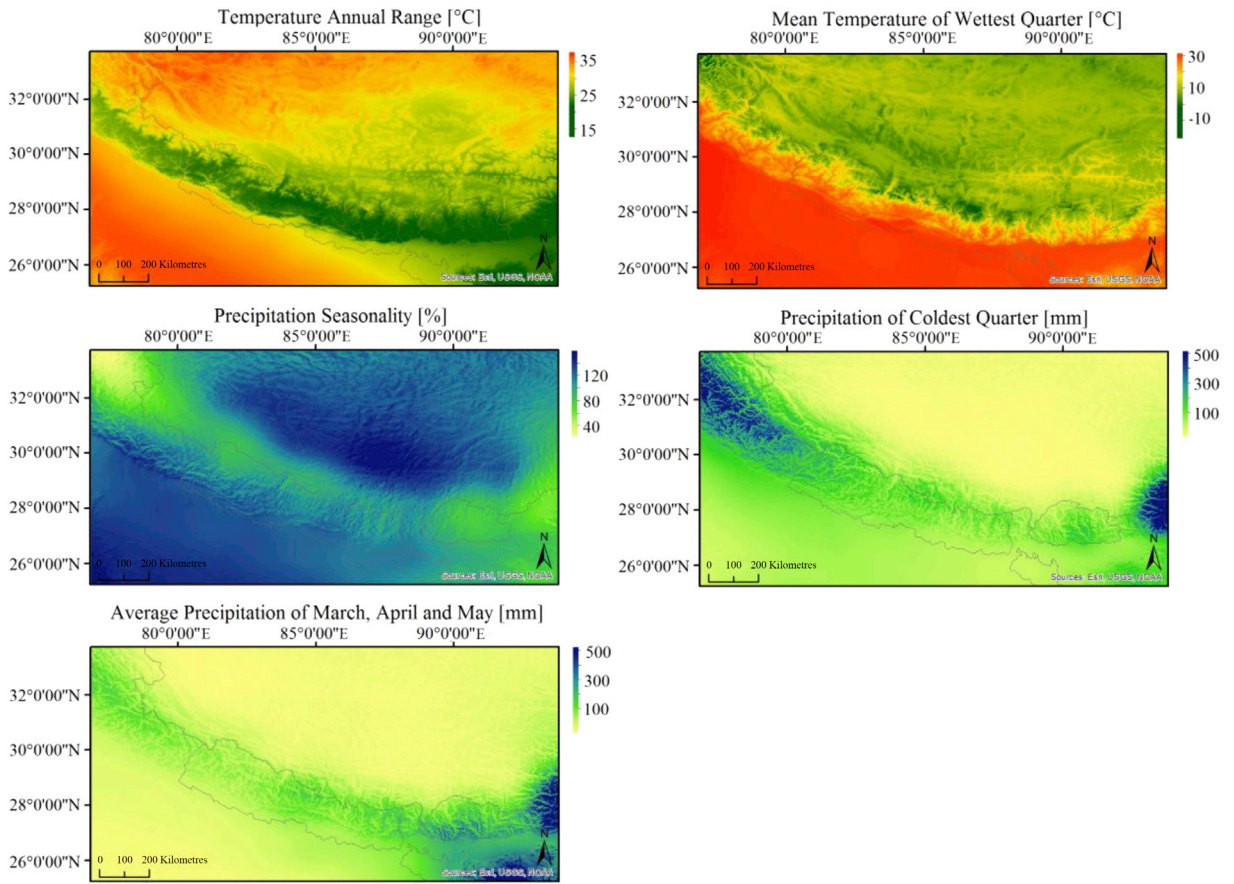 Temperature Annual Range [°C]
80°0'0"E 85°0'0"E 90°0'0"E
32°0'00"N
30°0'00"N
28°0'00"N
26°0'00"N
35
25
15
0 100 200 Kilometres
N
Sources: Esri, USGS, NOAA
Mean Temperature of Wettest Quarter [°C]
80°0'00"E 85°0'00"E 90°0'00"E
32°0'00"N
30°0'00"N
28°0'00"N
26°0'00"N
30
10
-10
0 100 200 Kilometres
N
Sources: Esri, USGS, NOAA
Precipitation Seasonality [%]
80°0'00"E 85°0'00"E 90°0'00"E
32°0'00"N
30°0'00"N
28°0'00"N
26°0'00"N
120
80
40
0 100 200 Kilometres
N
Sources: Esri, USGS, NOAA
Precipitation of Coldest Quarter [mm]
80°0'00"E 85°0'00"E 90°0'00"E
32°0'00"N
30°0'00"N
28°0'00"N
26°0'00"N
500
300
100
0 100 200 Kilometres
N
Sources: Esri, USGS, NOAA
Average Precipitation of March, April and May [mm]
80°0'00"E 85°0'00"E 90°0'00"E
32°0'00"N
30°0'00"N
28°0'00"N
26°0'00"N
500
300
100
0 100 200 Kilometres
N
Sources: Esri, USGS, NOAA